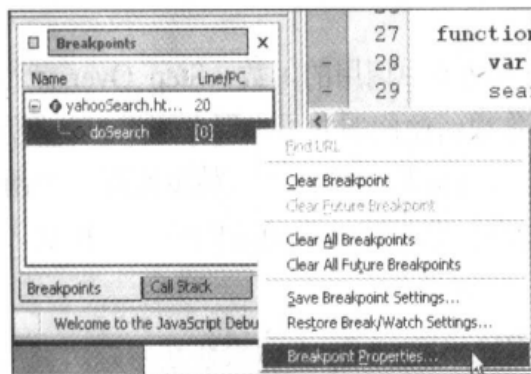 Breakpoints x
Name Line/PC
yahooSearch.ht... 20
doSearch [0]
Breakpoints Call Stack
Welcome to the JavaScript Debu
27 function
28 var
29 sear
Find URL
Clear Breakpoint
Clear Future Breakpoint
Clear All Breakpoints
Clear All Future Breakpoints
Save Breakpoint Settings...
Restore Break/Watch Settings...
Breakpoint Properties...